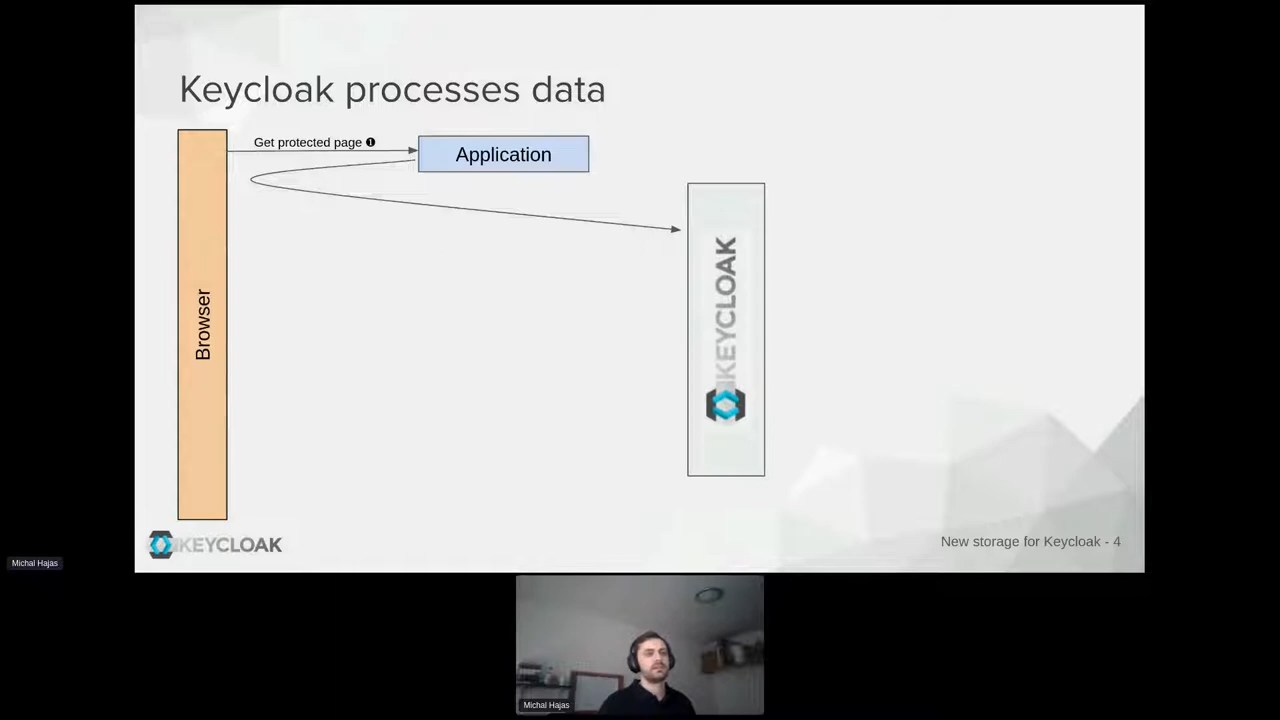 Keycloak processes data
Get protected page ❶
Application
Browser
KEYCLOAK
KEYCLOAK
New storage for Keycloak - 4
Michal Hajas
Michal Hajas